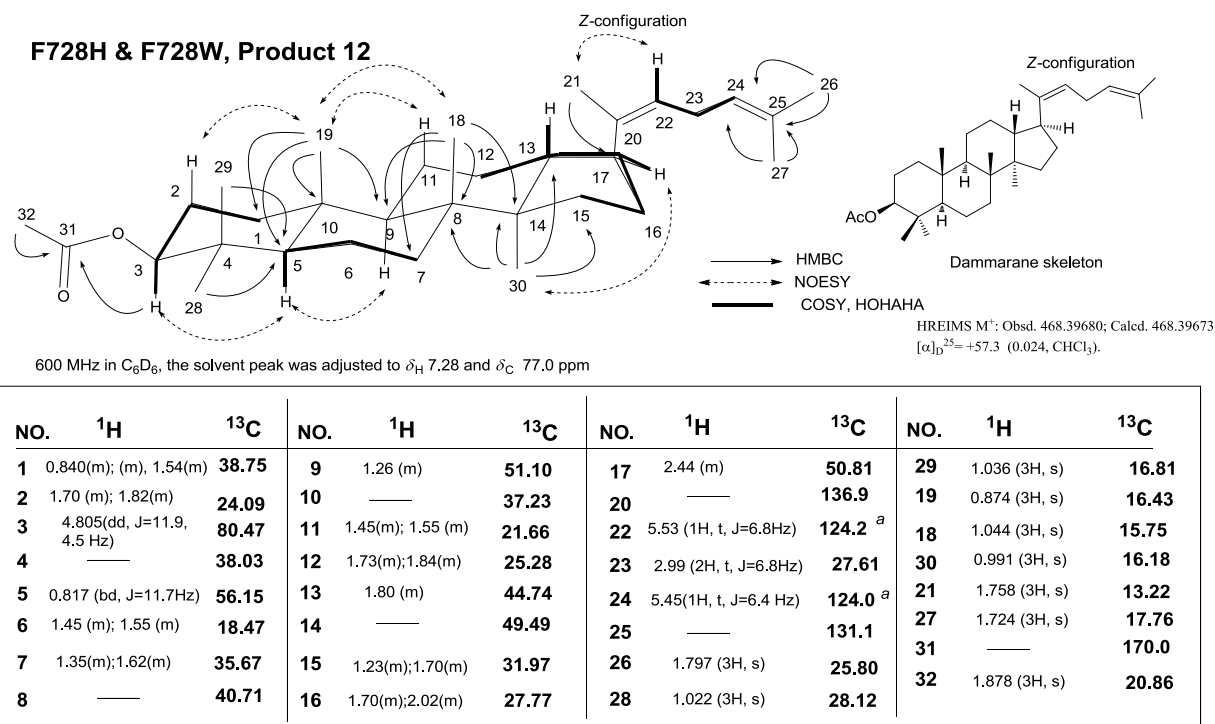 F728H & F728W, Product 12
Z-configuration
21
H
24
26
23
25
22
20
27
H
19
H
18
H
13
12
17
H
H
29
11
2
16
15
14
8
9
10
1
32
31
O
O
3
4
5
6
7
30
28
H
H
H
Z-configuration
H
H
H
AcO
Dammarane skeleton
HMBC
NOESY
COSY, HOHAHA
HREIMS M+: Obsd. 468.39680; Calcd. 468.39673
[α]D25= +57.3 (0.024, CHCl3).
600 MHz in C6D6, the solvent peak was adjusted to δH 7.28 and δC 77.0 ppm
NO. 1H 13C NO. 1H 13C NO. 1H 13C NO. 1H 13C
1 0.840(m); (m), 1.54(m) 38.75
2 1.70 (m); 1.82(m) 24.09
3 4.805(dd, J=11.9, 4.5 Hz) 80.47
4 —— 38.03
5 0.817 (bd, J=11.7Hz) 56.15
6 1.45 (m); 1.55 (m) 18.47
7 1.35(m);1.62(m) 35.67
8 —— 40.71
9 1.26 (m) 51.10
10 —— 37.23
11 1.45(m); 1.55 (m) 21.66
12 1.73(m);1.84(m) 25.28
13 1.80 (m) 44.74
14 —— 49.49
15 1.23(m);1.70(m) 31.97
16 1.70(m);2.02(m) 27.77
17 2.44 (m) 50.81
20 —— 136.9
22 5.53 (1H, t, J=6.8Hz) 124.2 a
23 2.99 (2H, t, J=6.8Hz) 27.61
24 5.45(1H, t, J=6.4 Hz) 124.0 a
25 —— 131.1
26 1.797 (3H, s) 25.80
28 1.022 (3H, s) 28.12
29 1.036 (3H, s) 16.81
19 0.874 (3H, s) 16.43
18 1.044 (3H, s) 15.75
30 0.991 (3H, s) 16.18
21 1.758 (3H, s) 13.22
27 1.724 (3H, s) 17.76
31 —— 170.0
32 1.878 (3H, s) 20.86